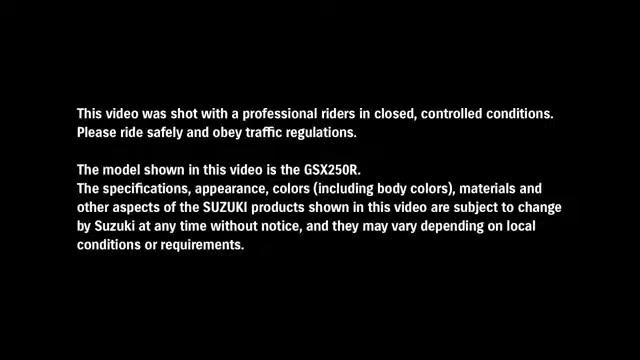 This video was shot with a professional riders in closed, controlled conditions.
Please ride safely and obey traffic regulations.
The model shown in this video is the GSX250R.
The specifications, appearance, colors (including body colors), materials and
other aspects of the SUZUKI products shown in this video are subject to change
by Suzuki at any time without notice, and they may vary depending on local
conditions or requirements.